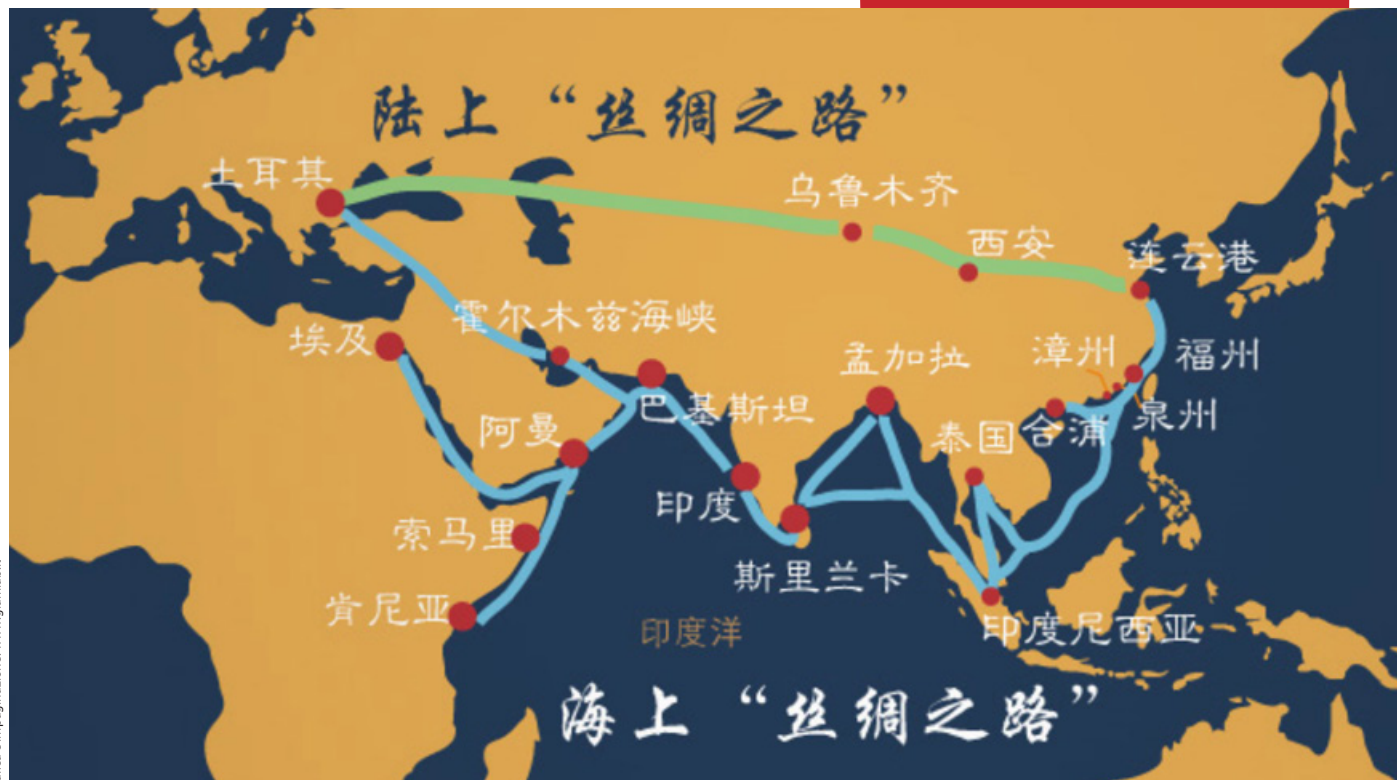 陆上“丝绸之路”
土耳其
乌鲁木齐
西安
连云港
霍尔木兹海峡
埃及
孟加拉
漳州
福州
巴基斯坦
阿曼
泰国
合浦
泉州
印度
索马里
斯里兰卡
肯尼亚
印度洋
印度尼西亚
海上“丝绸之路”